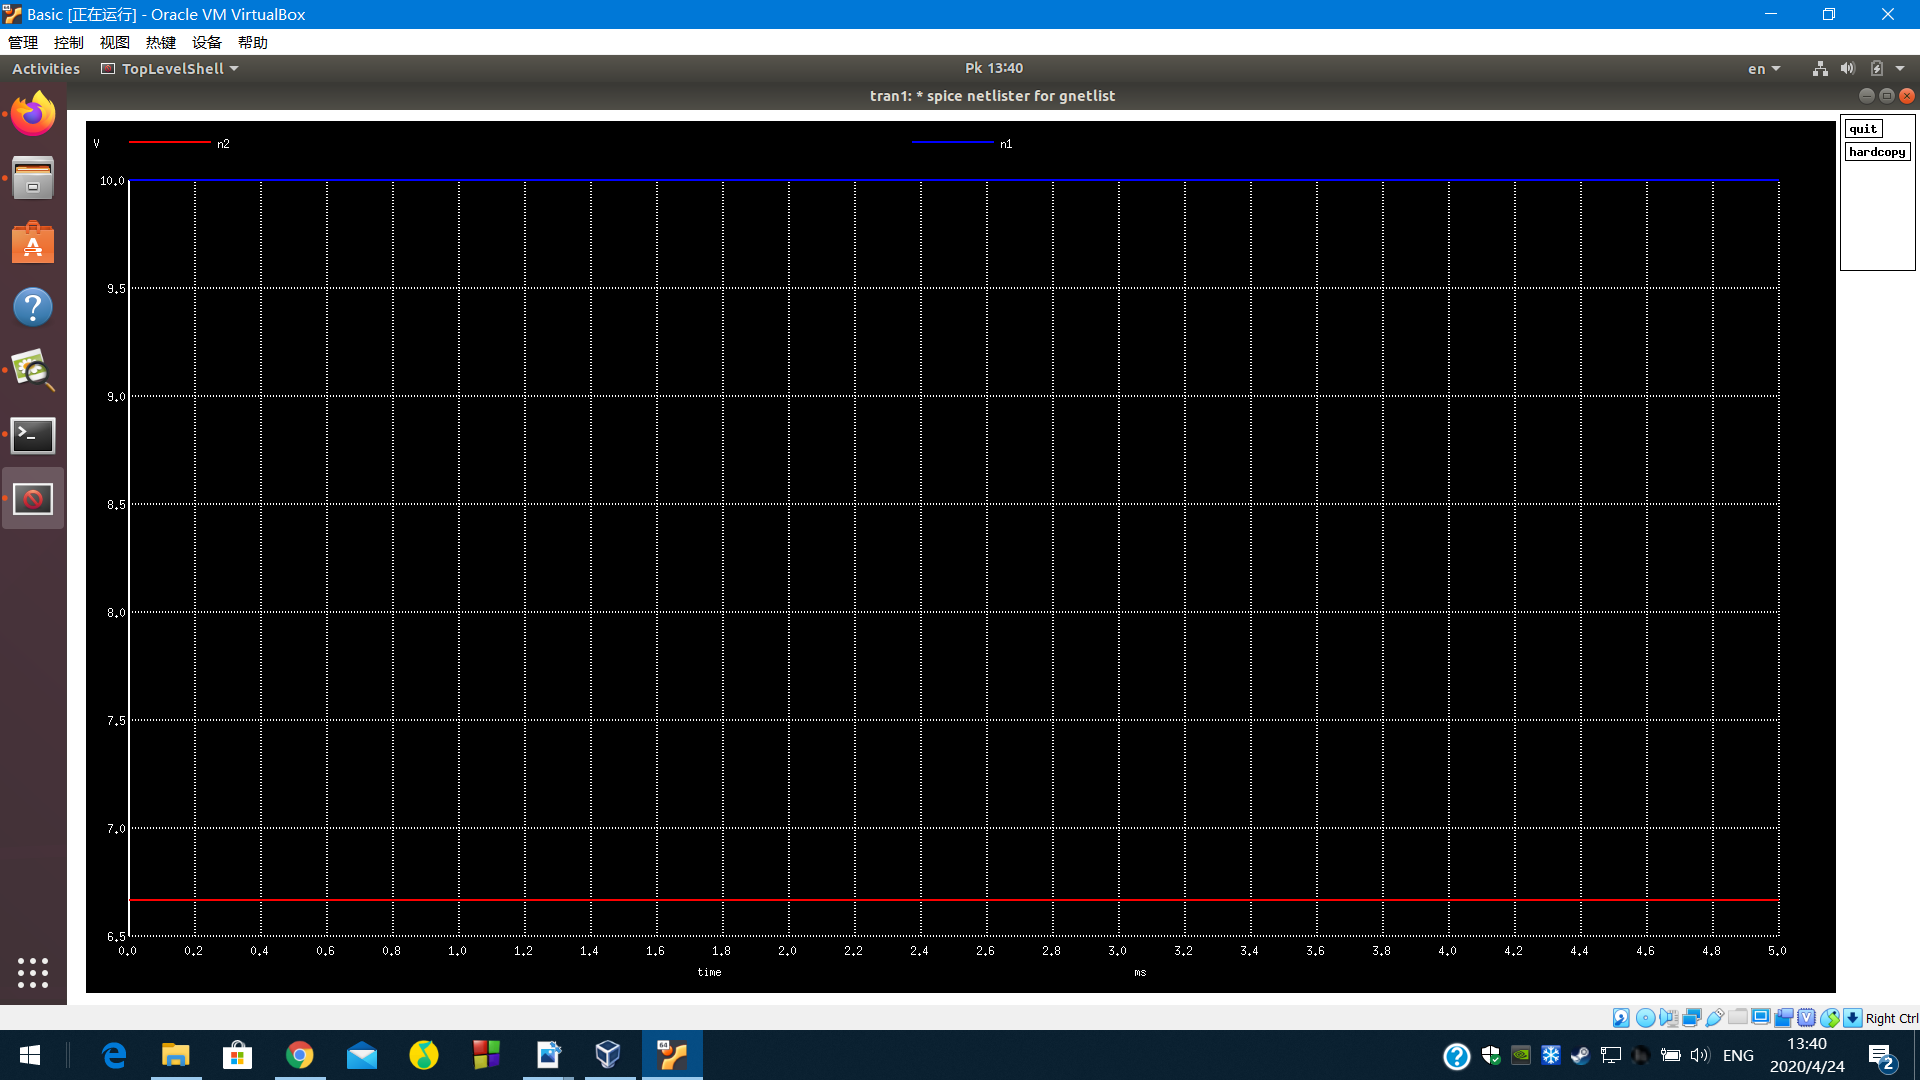 Basic [正在运行] - Oracle VM VirtualBox
管理 控制 视图 热键 设备 帮助
Activities TopLevelShell Pk 13:40 en
tran1: * spice netlister for gnetlist
quit
hardcopy
V n2 n1
10.0
9.5
9.0
8.5
8.0
7.5
7.0
6.5
0.0 0.2 0.4 0.6 0.8 1.0 1.2 1.4 1.6 1.8 2.0 2.2 2.4 2.6 2.8 3.0 3.2 3.4 3.6 3.8 4.0 4.2 4.4 4.6 4.8 5.0
time ms
Right Ctrl
64
ENG
13:40
2020/4/24
2